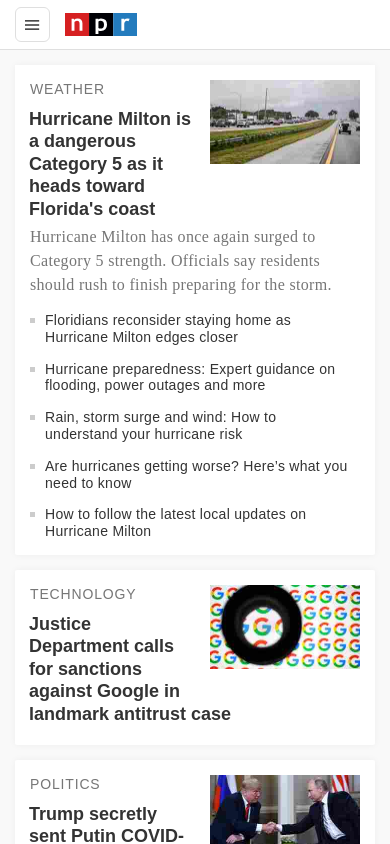 npr
WEATHER
Hurricane Milton is
a dangerous
Category 5 as it
heads toward
Florida's coast
Hurricane Milton has once again surged to
Category 5 strength. Officials say residents
should rush to finish preparing for the storm.
Floridians reconsider staying home as
Hurricane Milton edges closer
Hurricane preparedness: Expert guidance on
flooding, power outages and more
Rain, storm surge and wind: How to
understand your hurricane risk
Are hurricanes getting worse? Here’s what you
need to know
How to follow the latest local updates on
Hurricane Milton
TECHNOLOGY
Justice
Department calls
for sanctions
against Google in
landmark antitrust case
POLITICS
Trump secretly
sent Putin COVID-